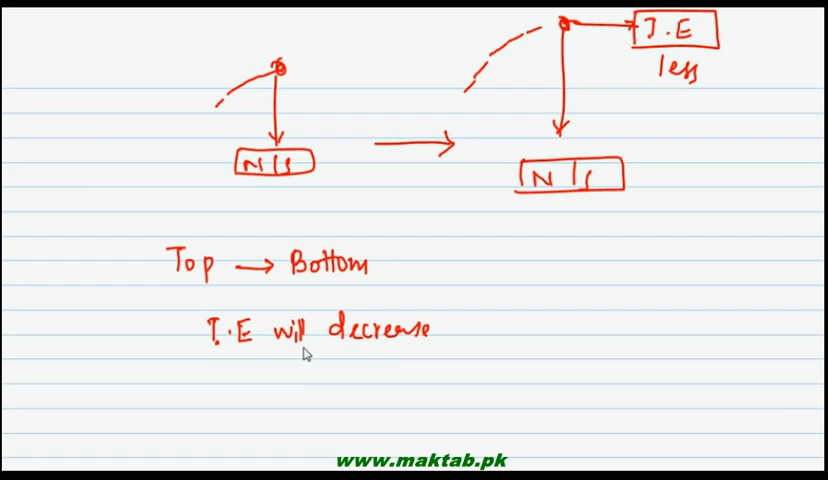 I.E
less
N/S
N/S
Top → Bottom
I.E will decrease
www.maktab.pk